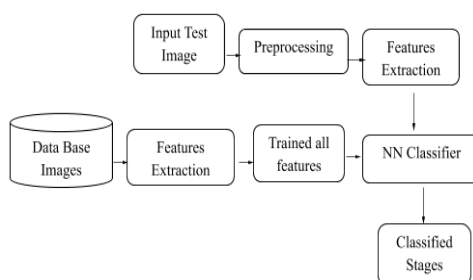 Input Test
Image
Preprocessing
Features
Extraction
Data Base
Images
Features
Extraction
Trained all
features
NN Classifier
Classified
Stages